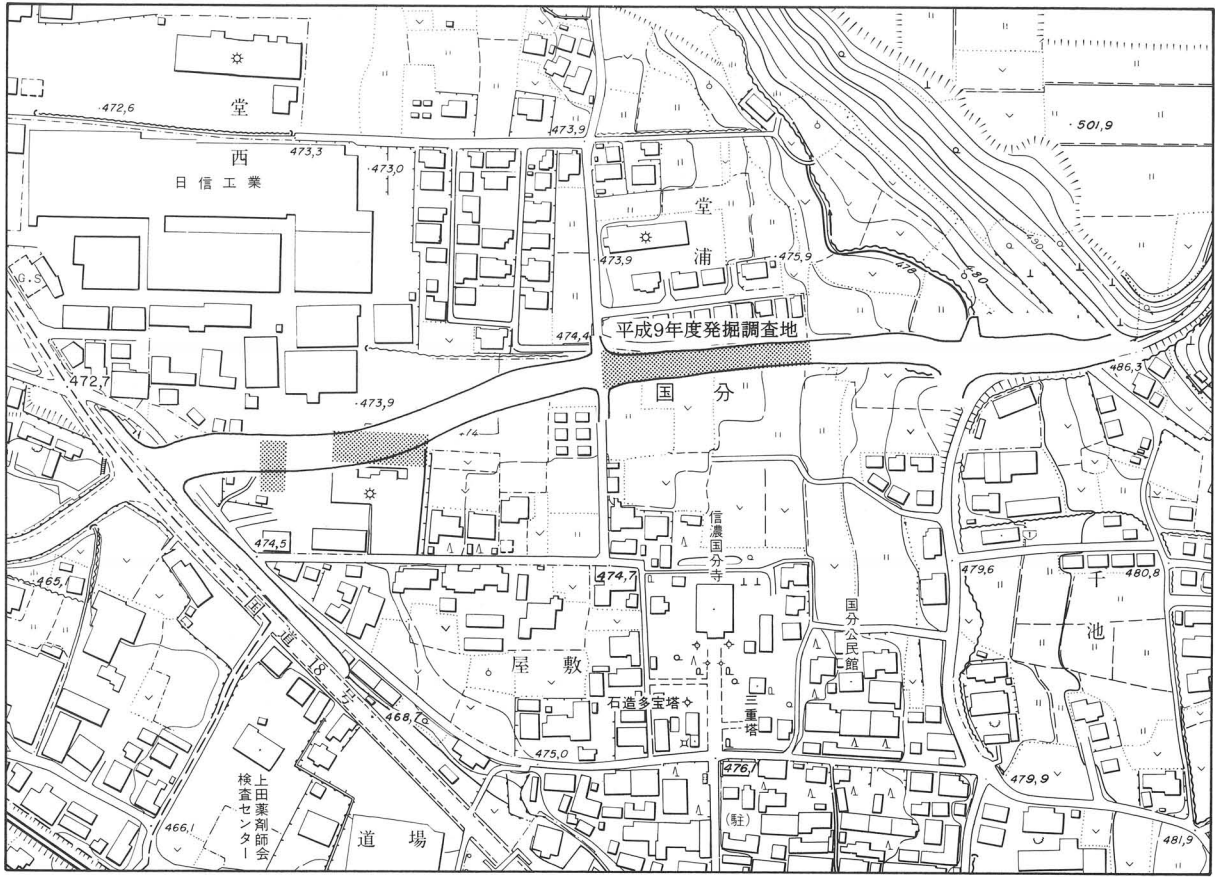 堂
472,6
473,9
501,9
473,3
西
473,0
日信工業
堂
浦
490
473,9
475,9
478
480
G.S
平成9年度発掘調査地
474,4
472,7
486,3
国分
473,9
474
信濃国分寺
474,5
474,7
479,6
480,8
465,1
千
池
国分公民館
国道18号
屋敷
石造多宝塔
三重塔
468,7
475,0
476,1
479,9
上田薬剤師会
検査センター
466,1
道場
(駐)
481,9